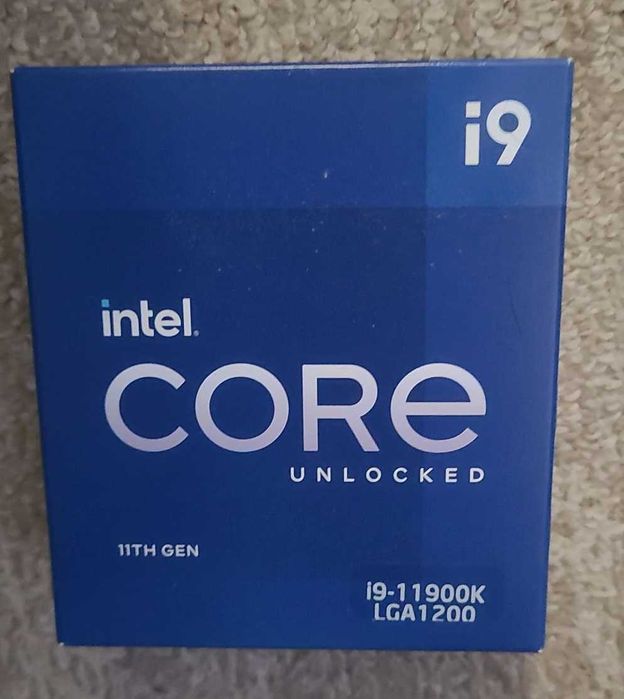 i9
intel.
CORe
UNLOCKED
11TH GEN
i9-11900K
LGA1200